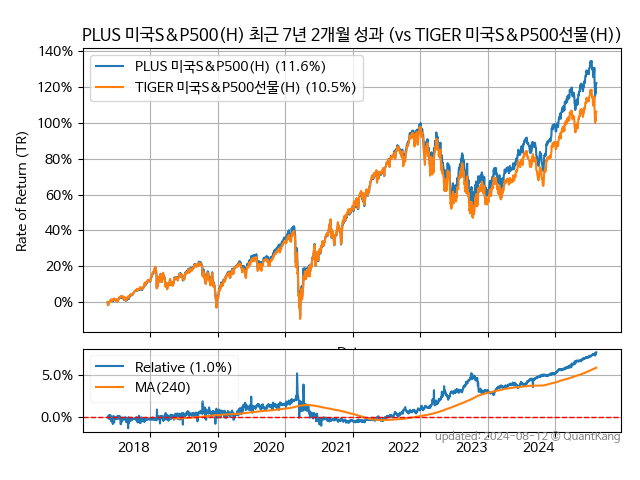 PLUS 미국S&P500(H) 최근 7년 2개월 성과 (vs TIGER 미국S&P500선물(H))
140%
120%
100%
80%
60%
40%
20%
0%
Rate of Return (TR)
PLUS 미국S&P500(H) (11.6%)
TIGER 미국S&P500선물(H) (10.5%)
5.0%
0.0%
Relative (1.0%)
MA(240)
2018 2019 2020 2021 2022 2023 2024
updated: 2024-08-12 © QuantKang